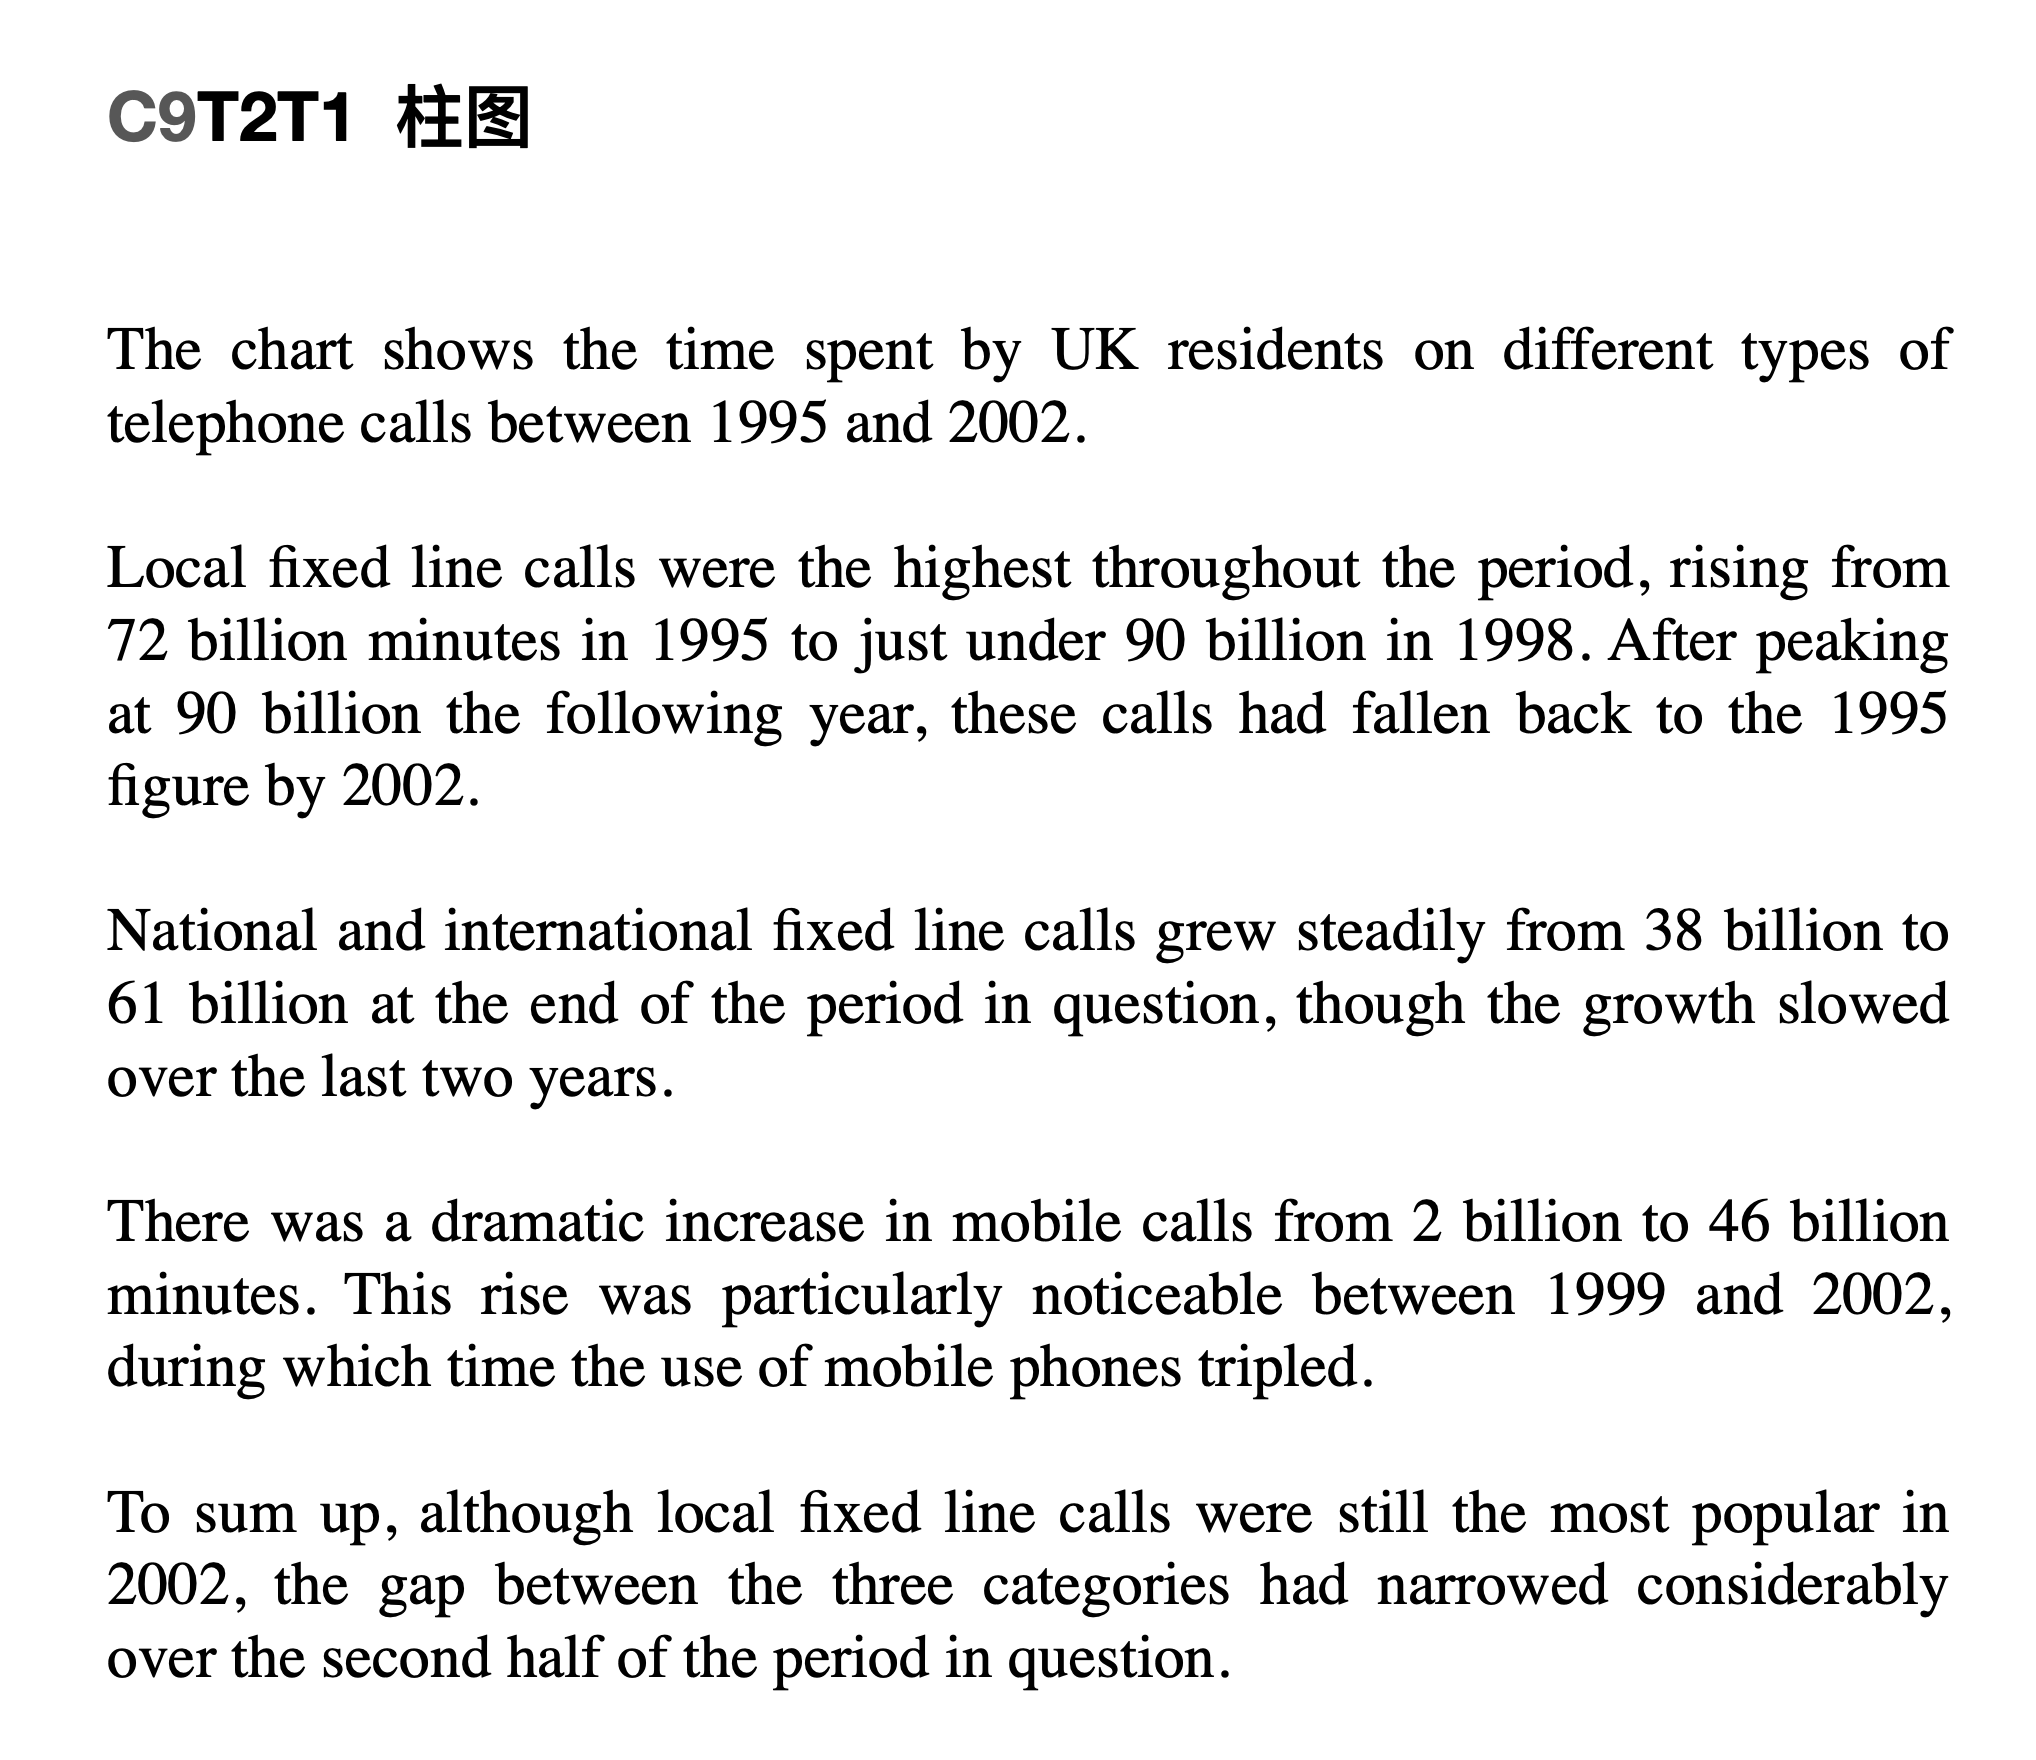 C9T2T1 柱图
The chart shows the time spent by UK residents on different types of
telephone calls between 1995 and 2002.
Local fixed line calls were the highest throughout the period, rising from
72 billion minutes in 1995 to just under 90 billion in 1998. After peaking
at 90 billion the following year, these calls had fallen back to the 1995
figure by 2002.
National and international fixed line calls grew steadily from 38 billion to
61 billion at the end of the period in question, though the growth slowed
over the last two years.
There was a dramatic increase in mobile calls from 2 billion to 46 billion
minutes. This rise was particularly noticeable between 1999 and 2002,
during which time the use of mobile phones tripled.
To sum up, although local fixed line calls were still the most popular in
2002, the gap between the three categories had narrowed considerably
over the second half of the period in question.